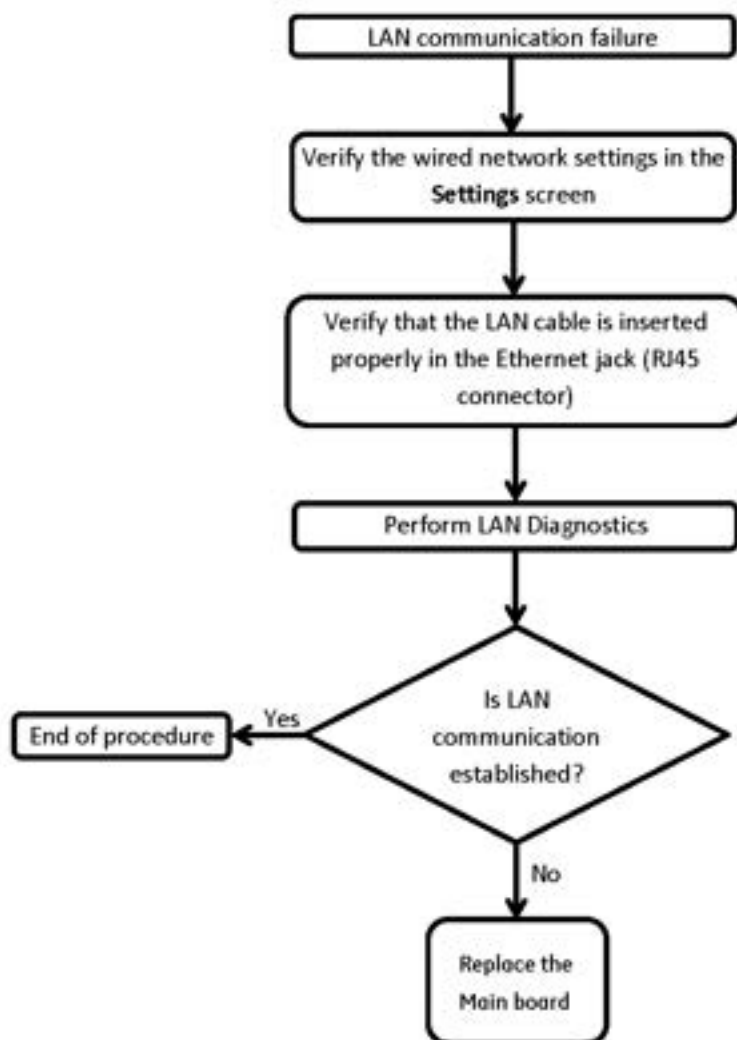 LAN communication failure
Verify the wired network settings in the
Settings screen
Verify that the LAN cable is inserted
properly in the Ethernet jack (RJ45
connector)
Perform LAN Diagnostics
Is LAN
communication
established?
Yes
End of procedure
No
Replace the
Main board